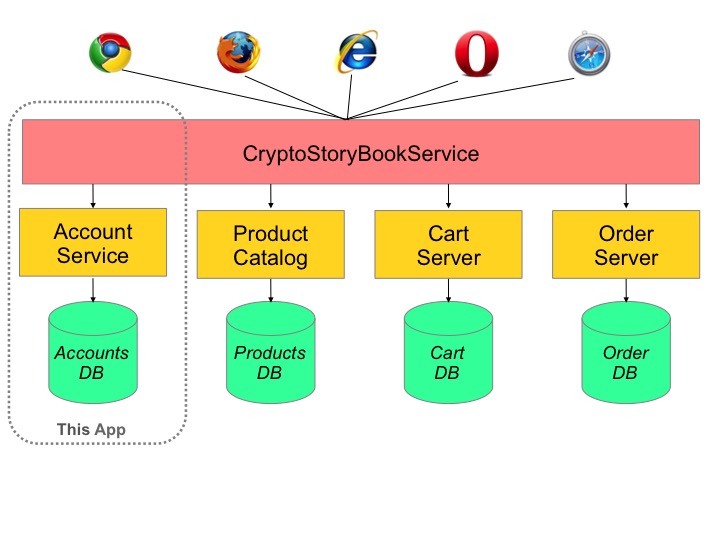 CryptoStoryBookService
Account
Service
Product
Catalog
Cart
Server
Order
Server
Accounts
DB
Products
DB
Cart
DB
Order
DB
This App